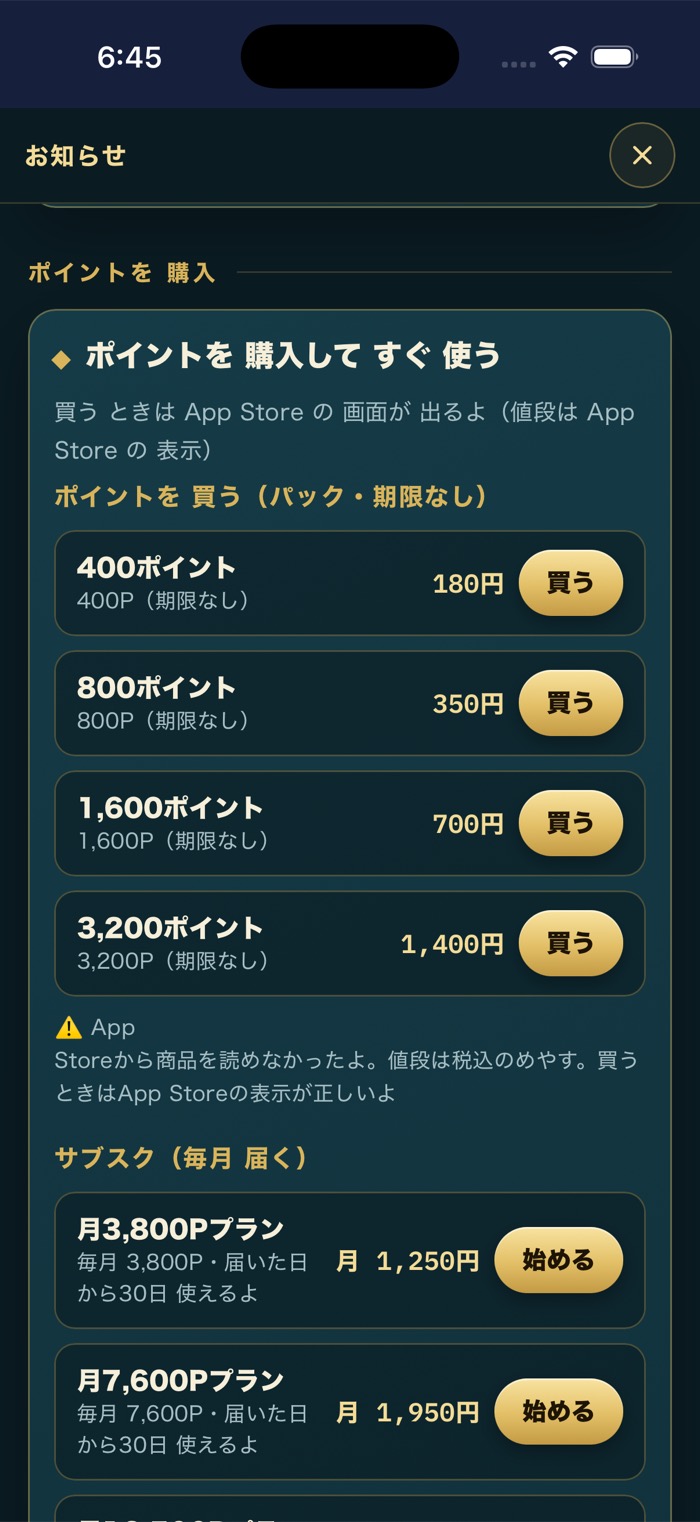 6:45
お知らせ
ポイントを 購入
ポイントを 購入して すぐ 使う
買う ときは App Store の 画面が 出るよ（値段は App
Store の 表示）
ポイントを 買う（パック・期限なし）
400ポイント
400P（期限なし）
180円
買う
800ポイント
800P（期限なし）
350円
買う
1,600ポイント
1,600P（期限なし）
700円
買う
3,200ポイント
3,200P（期限なし）
1,400円
買う
⚠️ App
Storeから商品を読めなかったよ。値段は税込のめやす。買う
ときはApp Storeの表示が正しいよ
サブスク（毎月 届く）
月3,800Pプラン
毎月 3,800P・届いた日
から30日 使えるよ
月 1,250円
始める
月7,600Pプラン
毎月 7,600P・届いた日
から30日 使えるよ
月 1,950円
始める